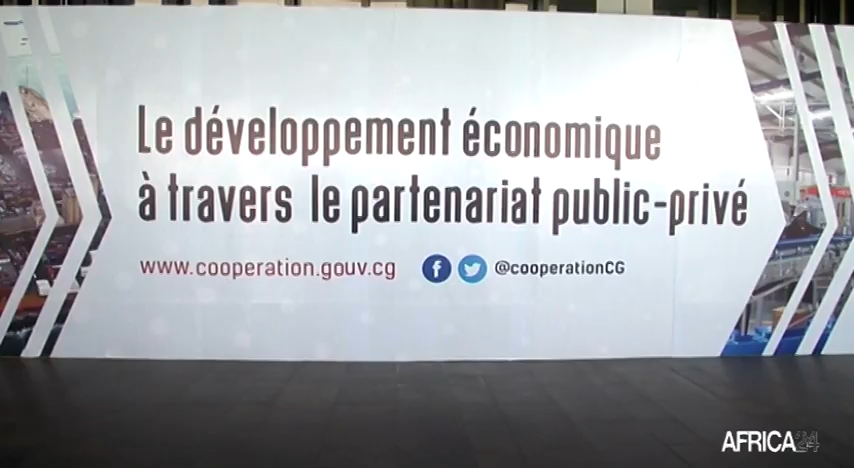 Le développement économique
à travers le partenariat public-privé
www.cooperation.gouv.cg
@cooperationCG
AFRICA24